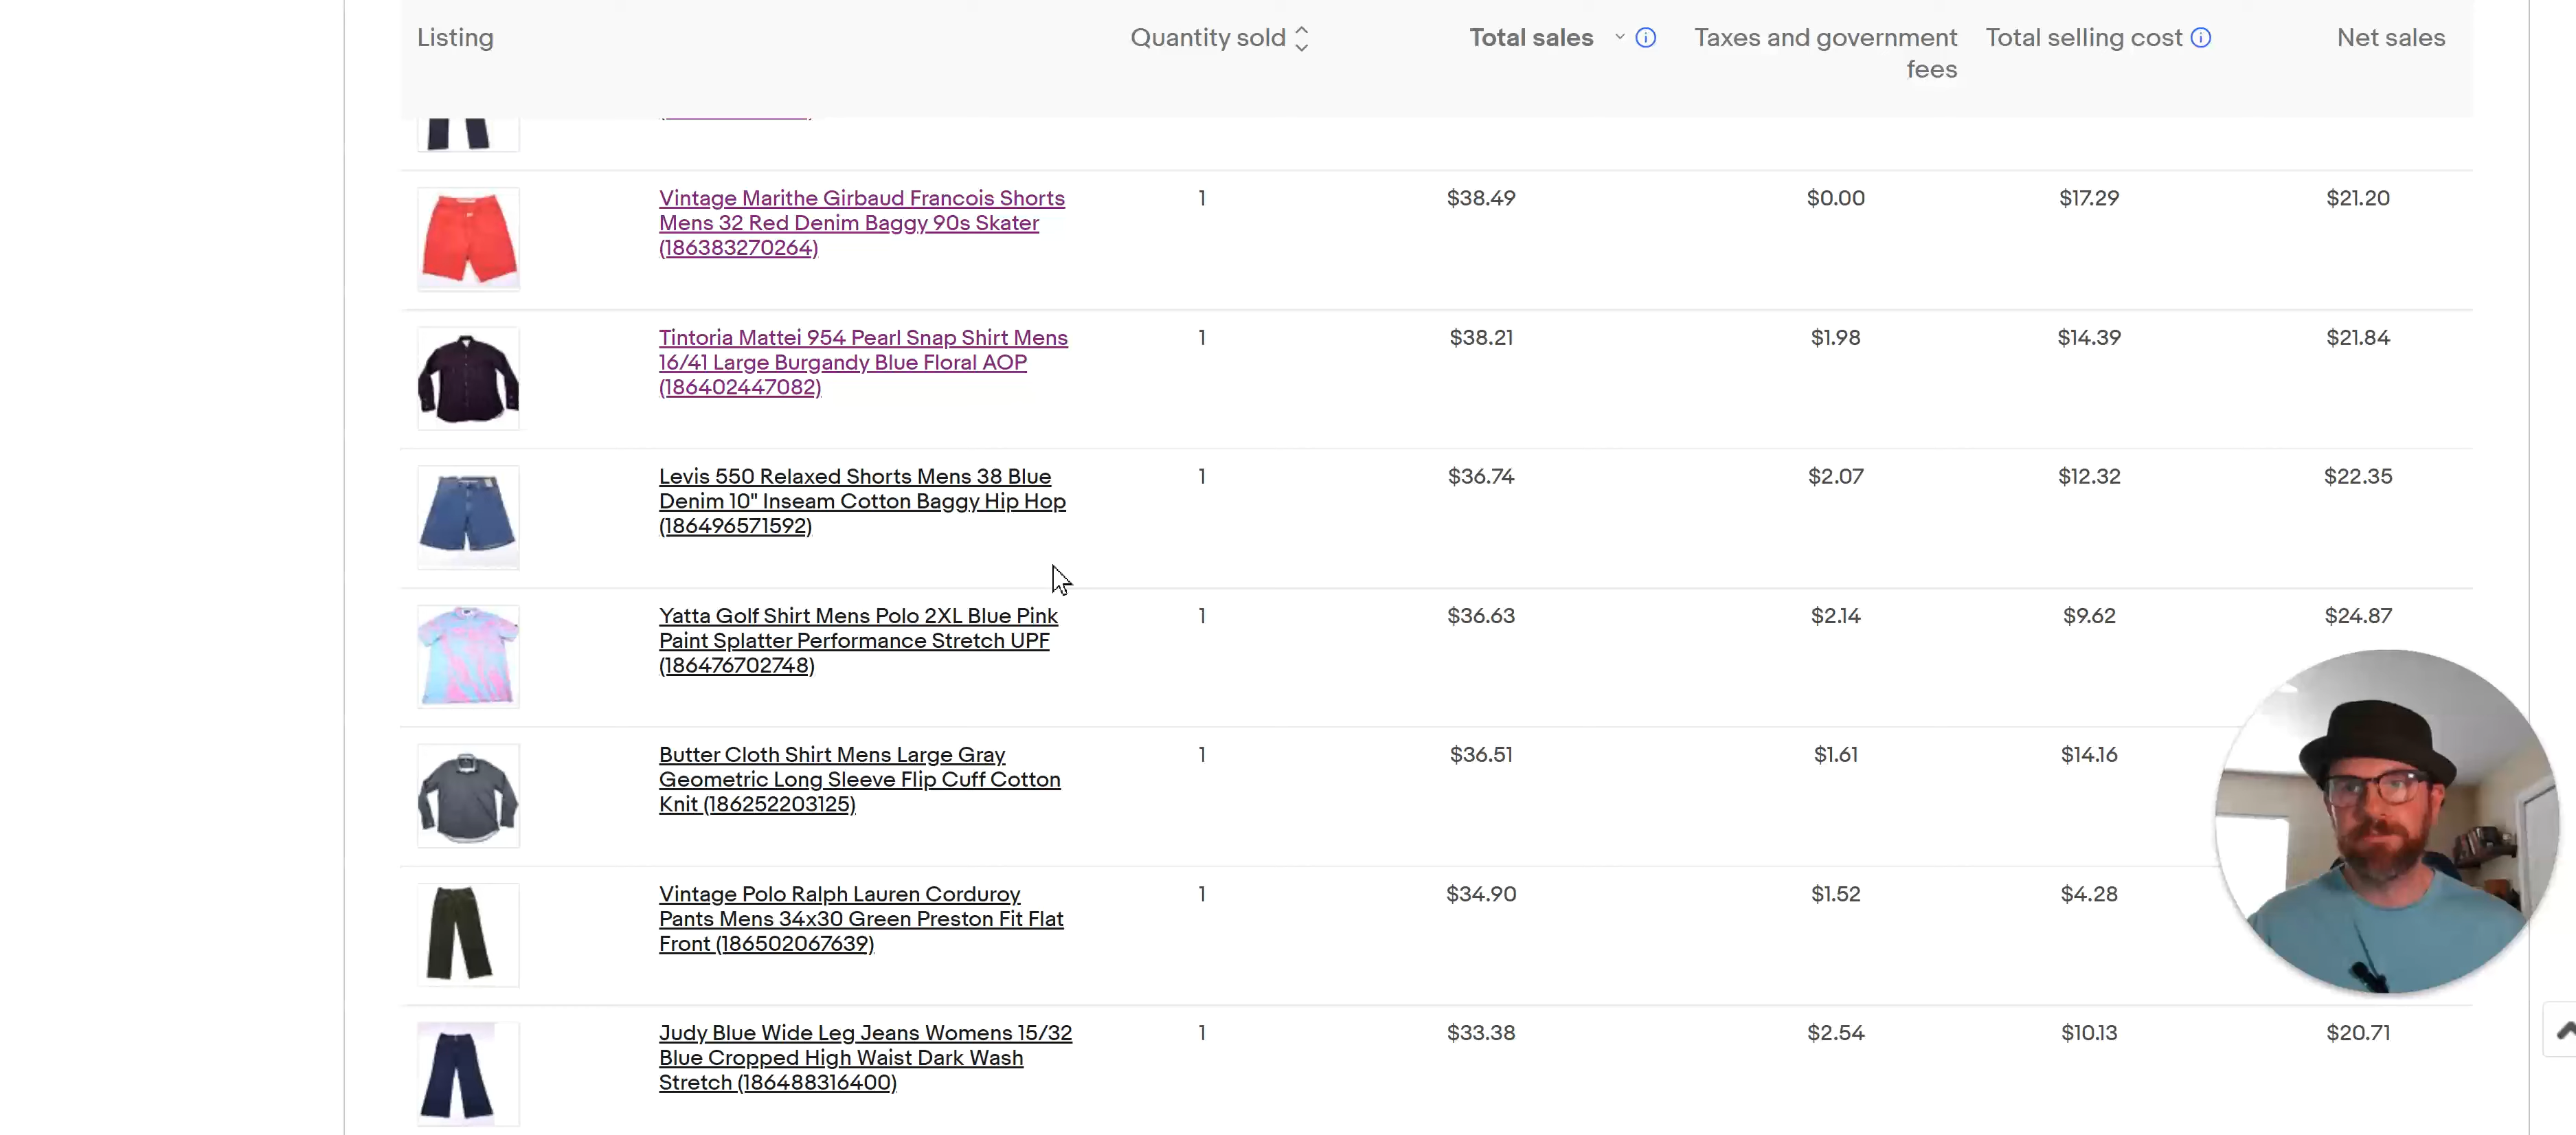 Listing
Quantity sold
Total sales
Taxes and government
fees
Total selling cost
Net sales
Vintage Marithe Girbaud Francois Shorts
Mens 32 Red Denim Baggy 90s Skater
(186383270264)
1
$38.49
$0.00
$17.29
$21.20
Tintoria Mattei 954 Pearl Snap Shirt Mens
16/41 Large Burgandy Blue Floral AOP
(186402447082)
1
$38.21
$1.98
$14.39
$21.84
Levis 550 Relaxed Shorts Mens 38 Blue
Denim 10" Inseam Cotton Baggy Hip Hop
(186496571592)
1
$36.74
$2.07
$12.32
$22.35
Yatta Golf Shirt Mens Polo 2XL Blue Pink
Paint Splatter Performance Stretch UPF
(186476702748)
1
$36.63
$2.14
$9.62
$24.87
Butter Cloth Shirt Mens Large Gray
Geometric Long Sleeve Flip Cuff Cotton
Knit (186252203125)
1
$36.51
$1.61
$14.16
Vintage Polo Ralph Lauren Corduroy
Pants Mens 34x30 Green Preston Fit Flat
Front (186502067639)
1
$34.90
$1.52
$4.28
Judy Blue Wide Leg Jeans Womens 15/32
Blue Cropped High Waist Dark Wash
Stretch (186488316400)
1
$33.38
$2.54
$10.13
$20.71